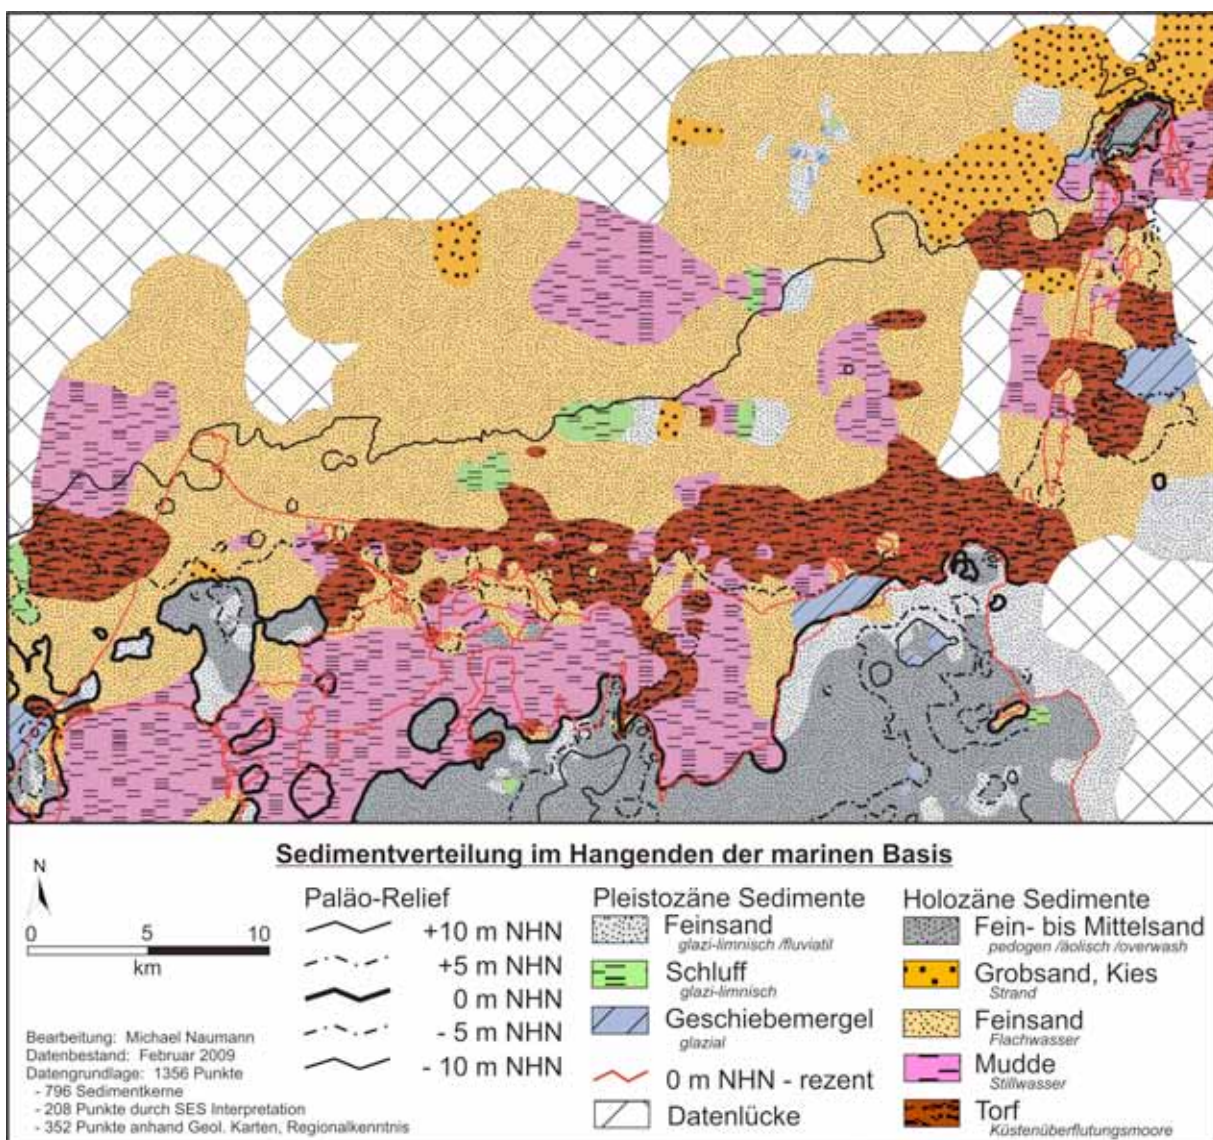 Sedimentverteilung im Hangenden der marinen Basis
N
0 5 10
km
Bearbeitung: Michael Naumann
Datenbestand: Februar 2009
Datengrundlage: 1356 Punkte
- 796 Sedimentkerne
- 208 Punkte durch SES Interpretation
- 352 Punkte anhand Geol. Karten, Regionalkenntnis
Paläo-Relief
+10 m NHN
+5 m NHN
0 m NHN
- 5 m NHN
- 10 m NHN
Pleistozäne Sedimente
Feinsand
glazi-limnisch /fluviatil
Schluff
glazi-limnisch
Geschiebemergel
glazial
0 m NHN - rezent
Datenlücke
Holozäne Sedimente
Fein- bis Mittelsand
pedogen /äolisch /overwash
Grobsand, Kies
Strand
Feinsand
Flachwasser
Mudde
Stillwasser
Torf
Küstenüberflutungsmoore